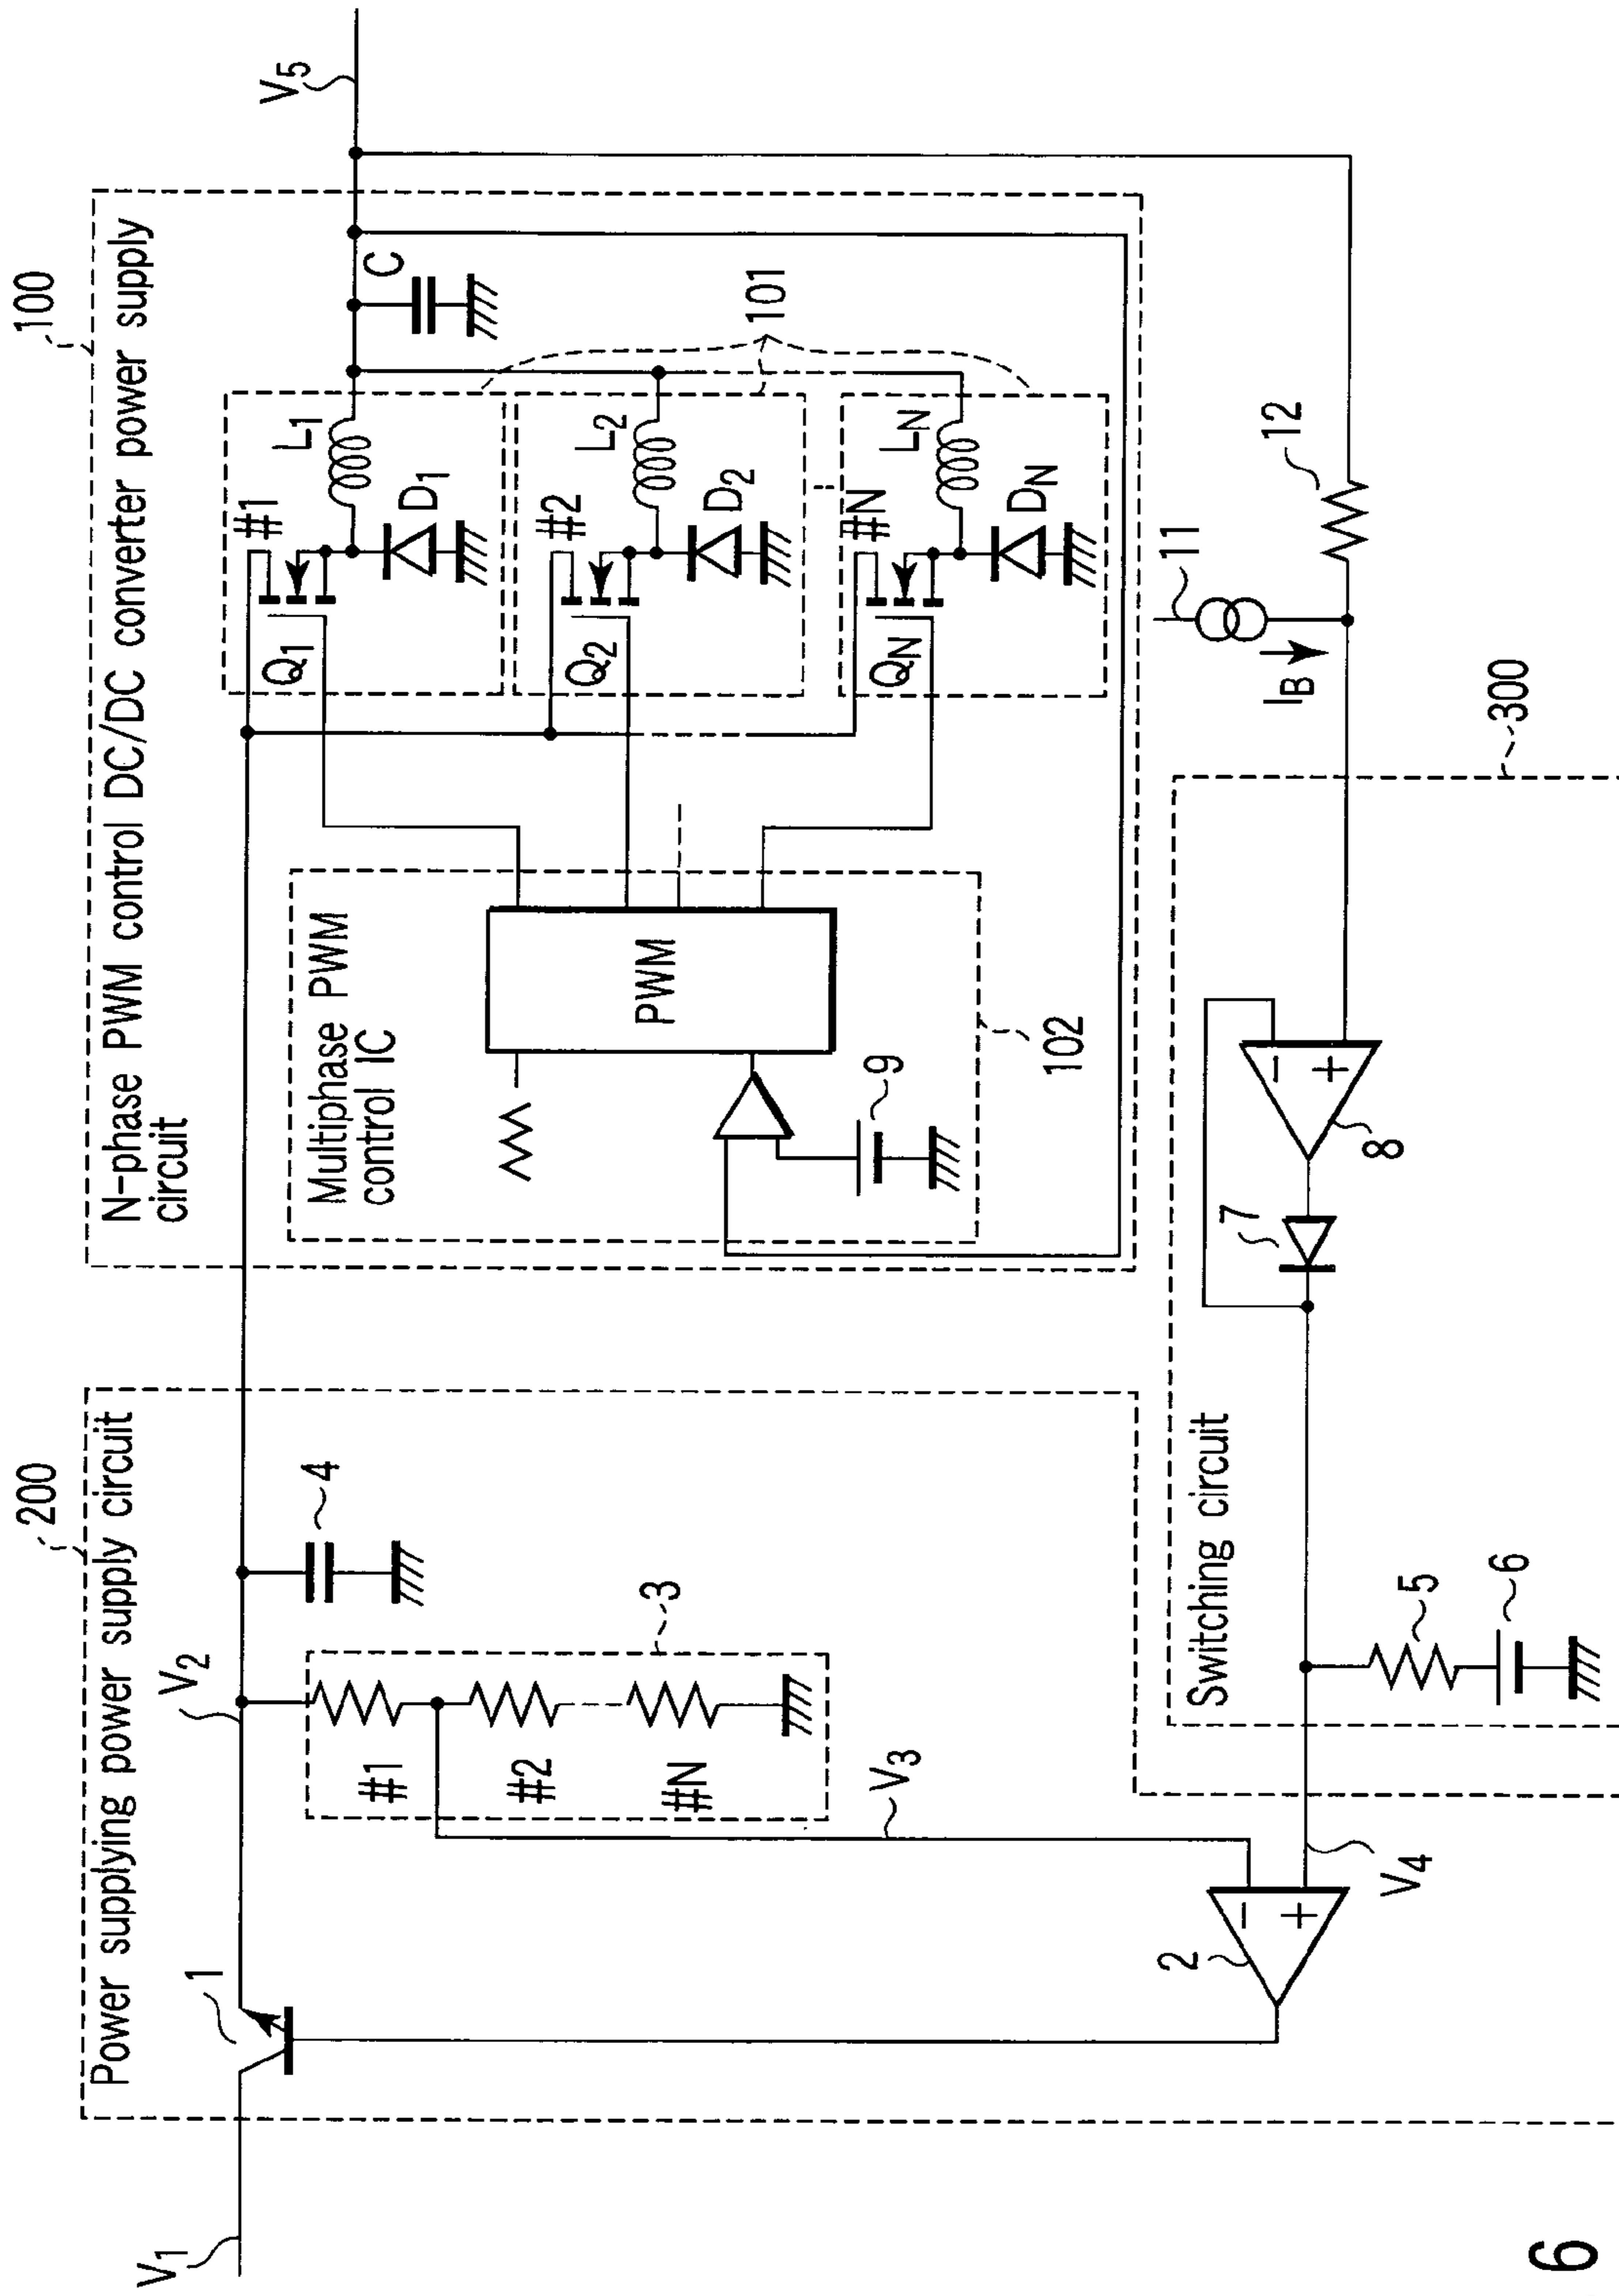 100
N-phase PWM control DC/DC converter power supply
circuit
200
Power supplying power supply circuit
V1
1
V2
4
3
#1
#2
#N
V3
2
−
+
V4
Multiphase PWM
control IC
PWM
9
102
Q1
#1
L1
D1
Q2
#2
L2
D2
QN
#N
LN
DN
101
C
V5
300
Switching circuit
5
6
7
8
−
+
11
IB
12
6